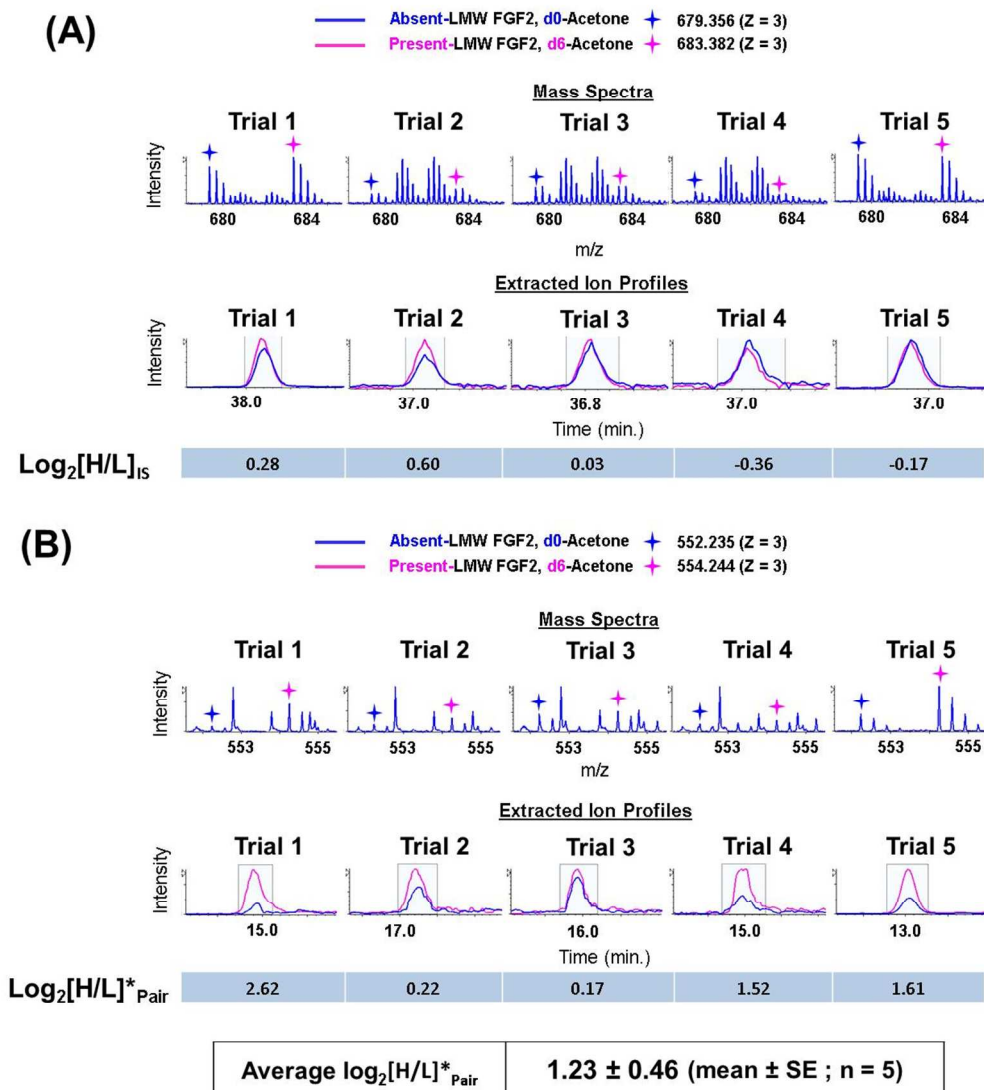 (A)
Absent-LMW FGF2, d0-Acetone 679.356 (Z = 3)
Present-LMW FGF2, d6-Acetone 683.382 (Z = 3)
Mass Spectra
Trial 1 Trial 2 Trial 3 Trial 4 Trial 5
Intensity
680 684 680 684 680 684 680 684 680 684
m/z
Extracted Ion Profiles
Trial 1 Trial 2 Trial 3 Trial 4 Trial 5
Intensity
38.0 37.0 36.8 37.0 37.0
Time (min.)
Log2[H/L]IS 0.28 0.60 0.03 -0.36 -0.17
(B)
Absent-LMW FGF2, d0-Acetone 552.235 (Z = 3)
Present-LMW FGF2, d6-Acetone 554.244 (Z = 3)
Mass Spectra
Trial 1 Trial 2 Trial 3 Trial 4 Trial 5
Intensity
553 555 553 555 553 555 553 555 553 555
m/z
Extracted Ion Profiles
Trial 1 Trial 2 Trial 3 Trial 4 Trial 5
Intensity
15.0 17.0 16.0 15.0 13.0
Time (min.)
Log2[H/L]*Pair 2.62 0.22 0.17 1.52 1.61
Average log2[H/L]*Pair 1.23 ± 0.46 (mean ± SE ; n = 5)